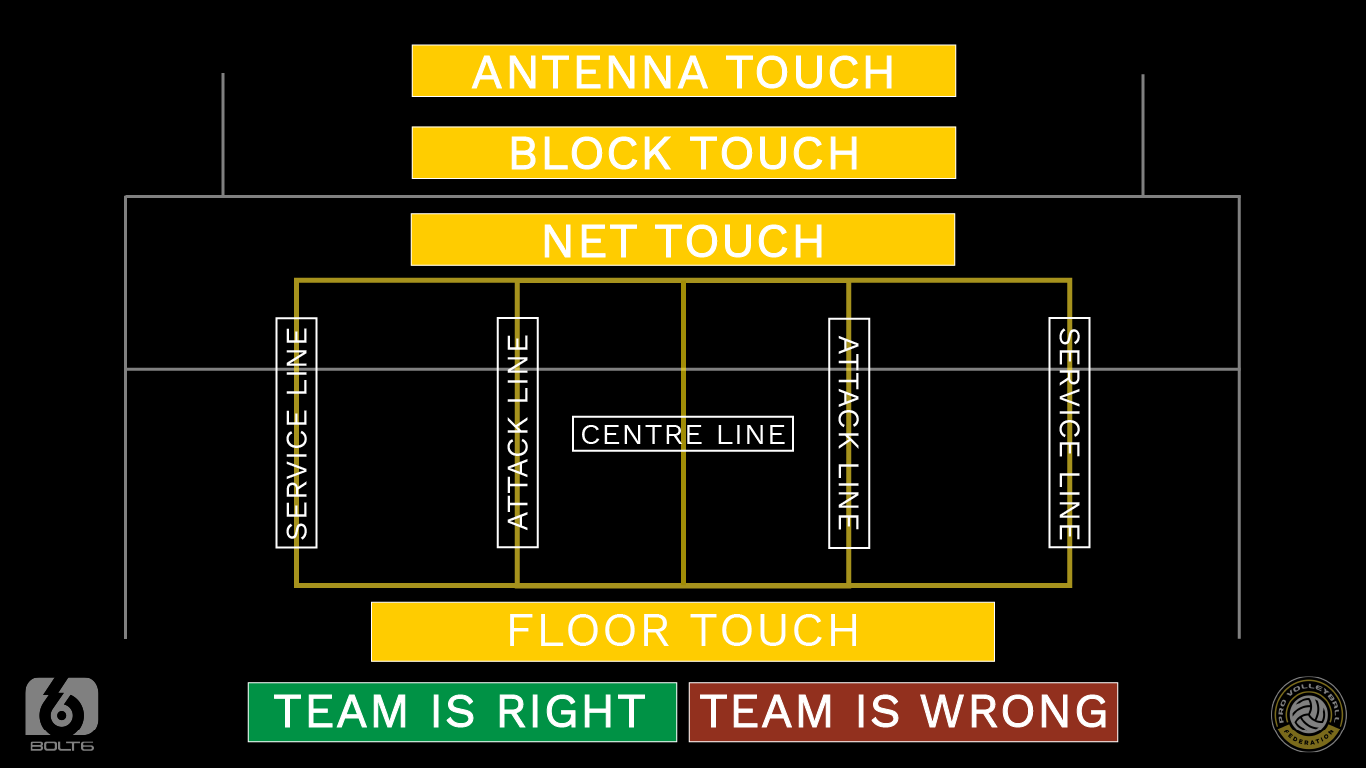 ANTENNA TOUCH
BLOCK TOUCH
NET TOUCH
SERVICE LINE
ATTACK LINE
CENTRE LINE
ATTACK LINE
SERVICE LINE
FLOOR TOUCH
TEAM IS RIGHT
TEAM IS WRONG
6
BOLT6
PRO VOLLEYBALL
FEDERATION